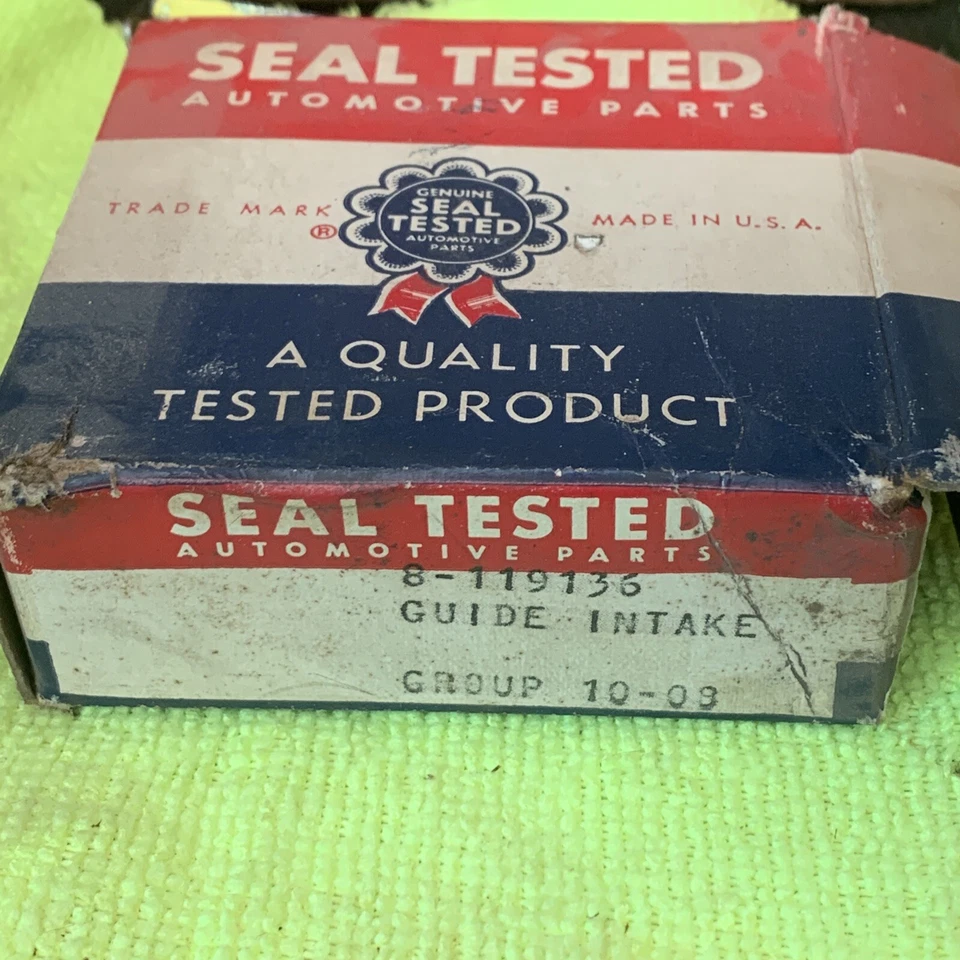 SEAL TESTED
AUTOMOTIVE PARTS
TRADE MARK
®
GENUINE
SEAL
TESTED
AUTOMOTIVE
PARTS
MADE IN U.S.A.
A QUALITY
TESTED PRODUCT
SEAL TESTED
AUTOMOTIVE PARTS
8-119136
GUIDE INTAKE
GROUP 10-09